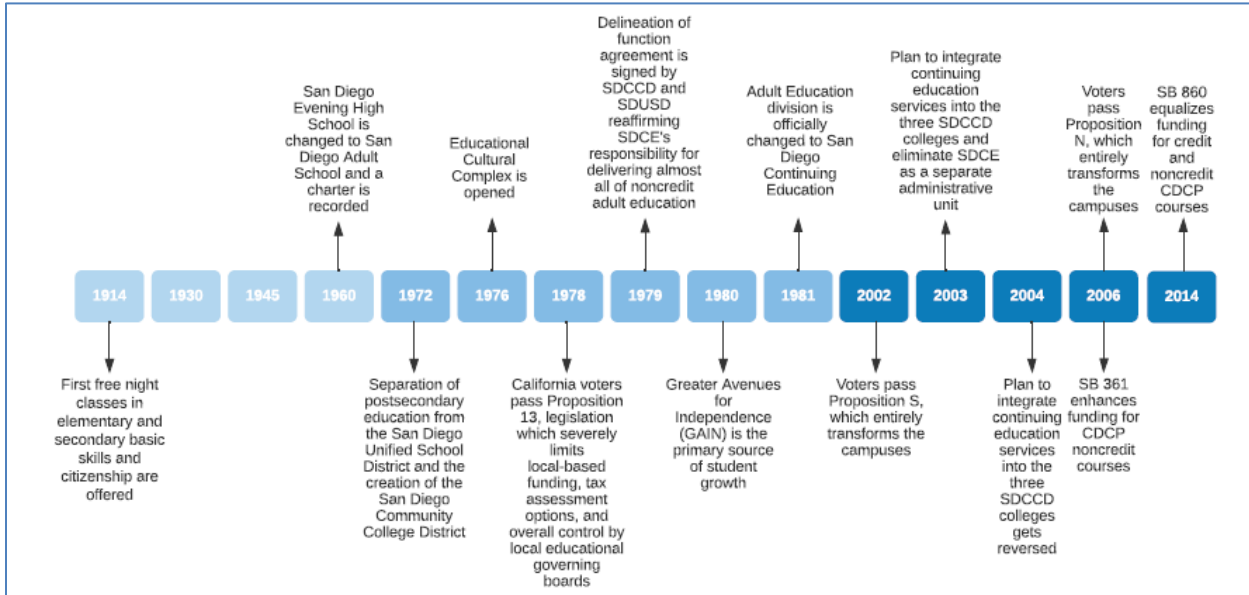 San Diego
Evening High
School is
changed to San
Diego Adult
School and a
charter is
recorded
Educational
Cultural
Complex is
opened
Delineation of
function
agreement is
signed by
SDCCD and
SDUSD
reaffirming
SDCE's
responsibility for
delivering almost
all of noncredit
adult education
Adult Education
division is
officially
changed to San
Diego
Continuing
Education
Plan to integrate
continuing
education
services into the
three SDCCD
colleges and
eliminate SDCE
as a separate
administrative
unit
Voters
pass
Proposition
N, which
entirely
transforms
the
campuses
SB 860
equalizes
funding for
credit and
noncredit
CDCP
courses
1914
1930
1945
1960
1972
1976
1978
1979
1980
1981
2002
2003
2004
2006
2014
First free night
classes in
elementary and
secondary basic
skills and
citizenship are
offered
Separation of
postsecondary
education from
the San Diego
Unified School
District and the
creation of the
San Diego
Community
College District
California voters
pass Proposition
13, legislation
which severely
limits
local-based
funding, tax
assessment
options, and
overall control by
local educational
governing
boards
Greater Avenues
for
Independence
(GAIN) is the
primary source
of student
growth
Voters pass
Proposition S,
which entirely
transforms the
campuses
Plan to
integrate
continuing
education
services
into the
three
SDCCD
colleges
gets
reversed
SB 361
enhances
funding for
CDCP
noncredit
courses